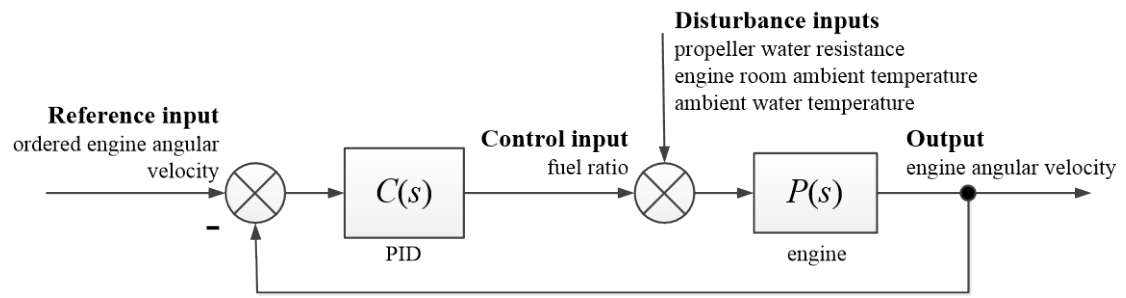 Disturbance inputs
propeller water resistance
engine room ambient temperature
ambient water temperature
Reference input
ordered engine angular
velocity
Control input
fuel ratio
Output
engine angular velocity
C(s)
P(s)
-
PID
engine